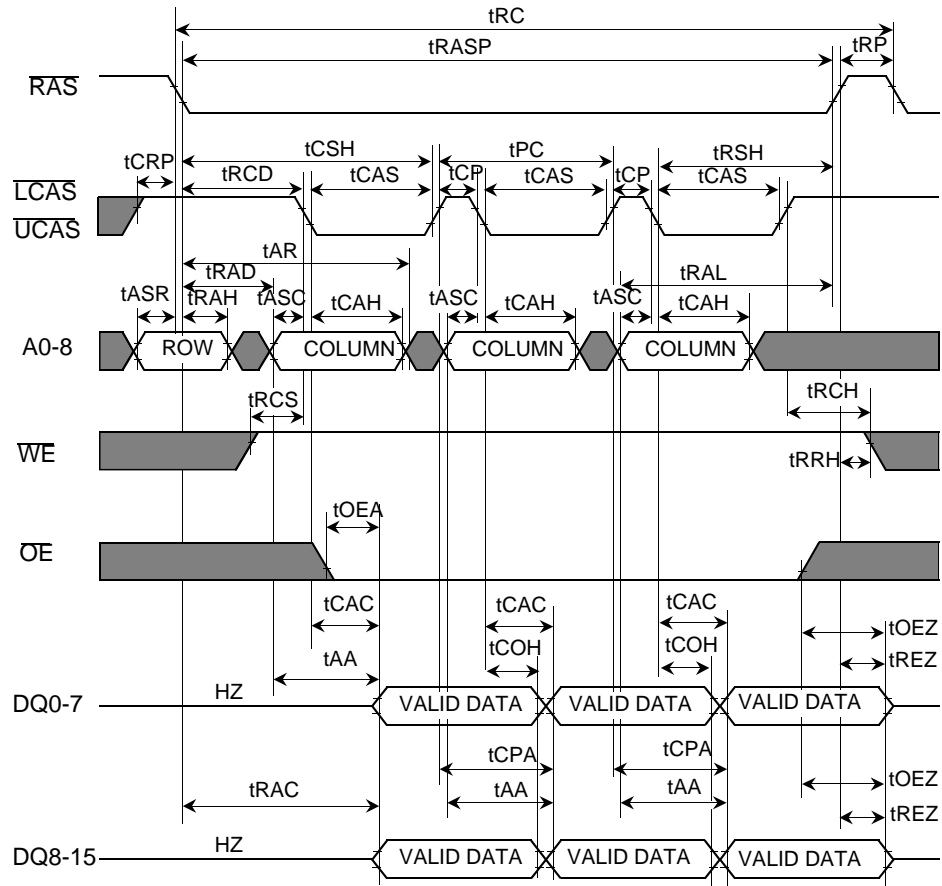 tRC
tRASP
tRP
RAS
tCSH
tPC
tCRP
tRSH
tRCD
tCAS
tCP
tCAS
tCP
tCAS
LCAS
UCAS
tAR
tRAD
tRAL
tASR
tRAH
tASC
tCAH
tASC
tCAH
tASC
tCAH
A0-8
ROW
COLUMN
COLUMN
COLUMN
tRCS
tRCH
WE
tRRH
tOEA
OE
tCAC
tCAC
tCAC
tOEZ
tCOH
tCOH
tAA
tREZ
DQ0-7
HZ
VALID DATA
VALID DATA
VALID DATA
tCPA
tCPA
tOEZ
tRAC
tAA
tAA
tREZ
DQ8-15
HZ
VALID DATA
VALID DATA
VALID DATA